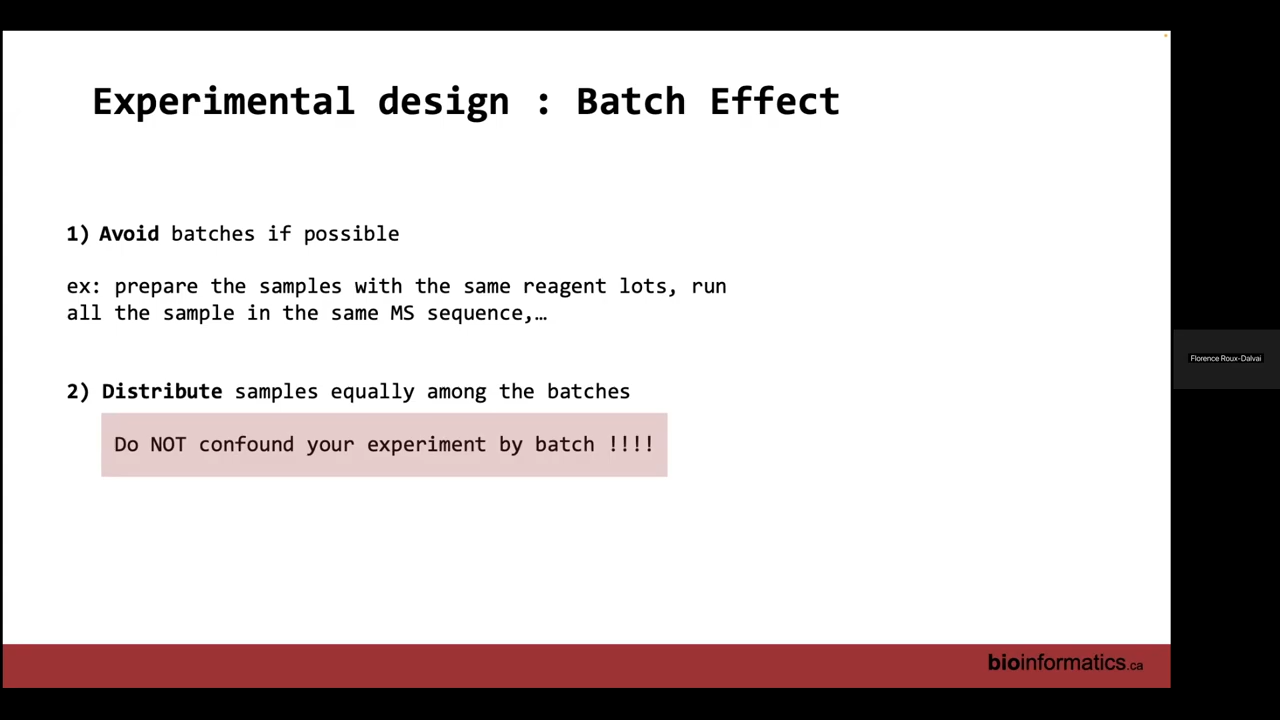 Experimental design : Batch Effect
1) Avoid batches if possible
ex: prepare the samples with the same reagent lots, run
all the sample in the same MS sequence,…
2) Distribute samples equally among the batches
Do NOT confound your experiment by batch !!!!
Florence Roux-Dalvai
bioinformatics.ca